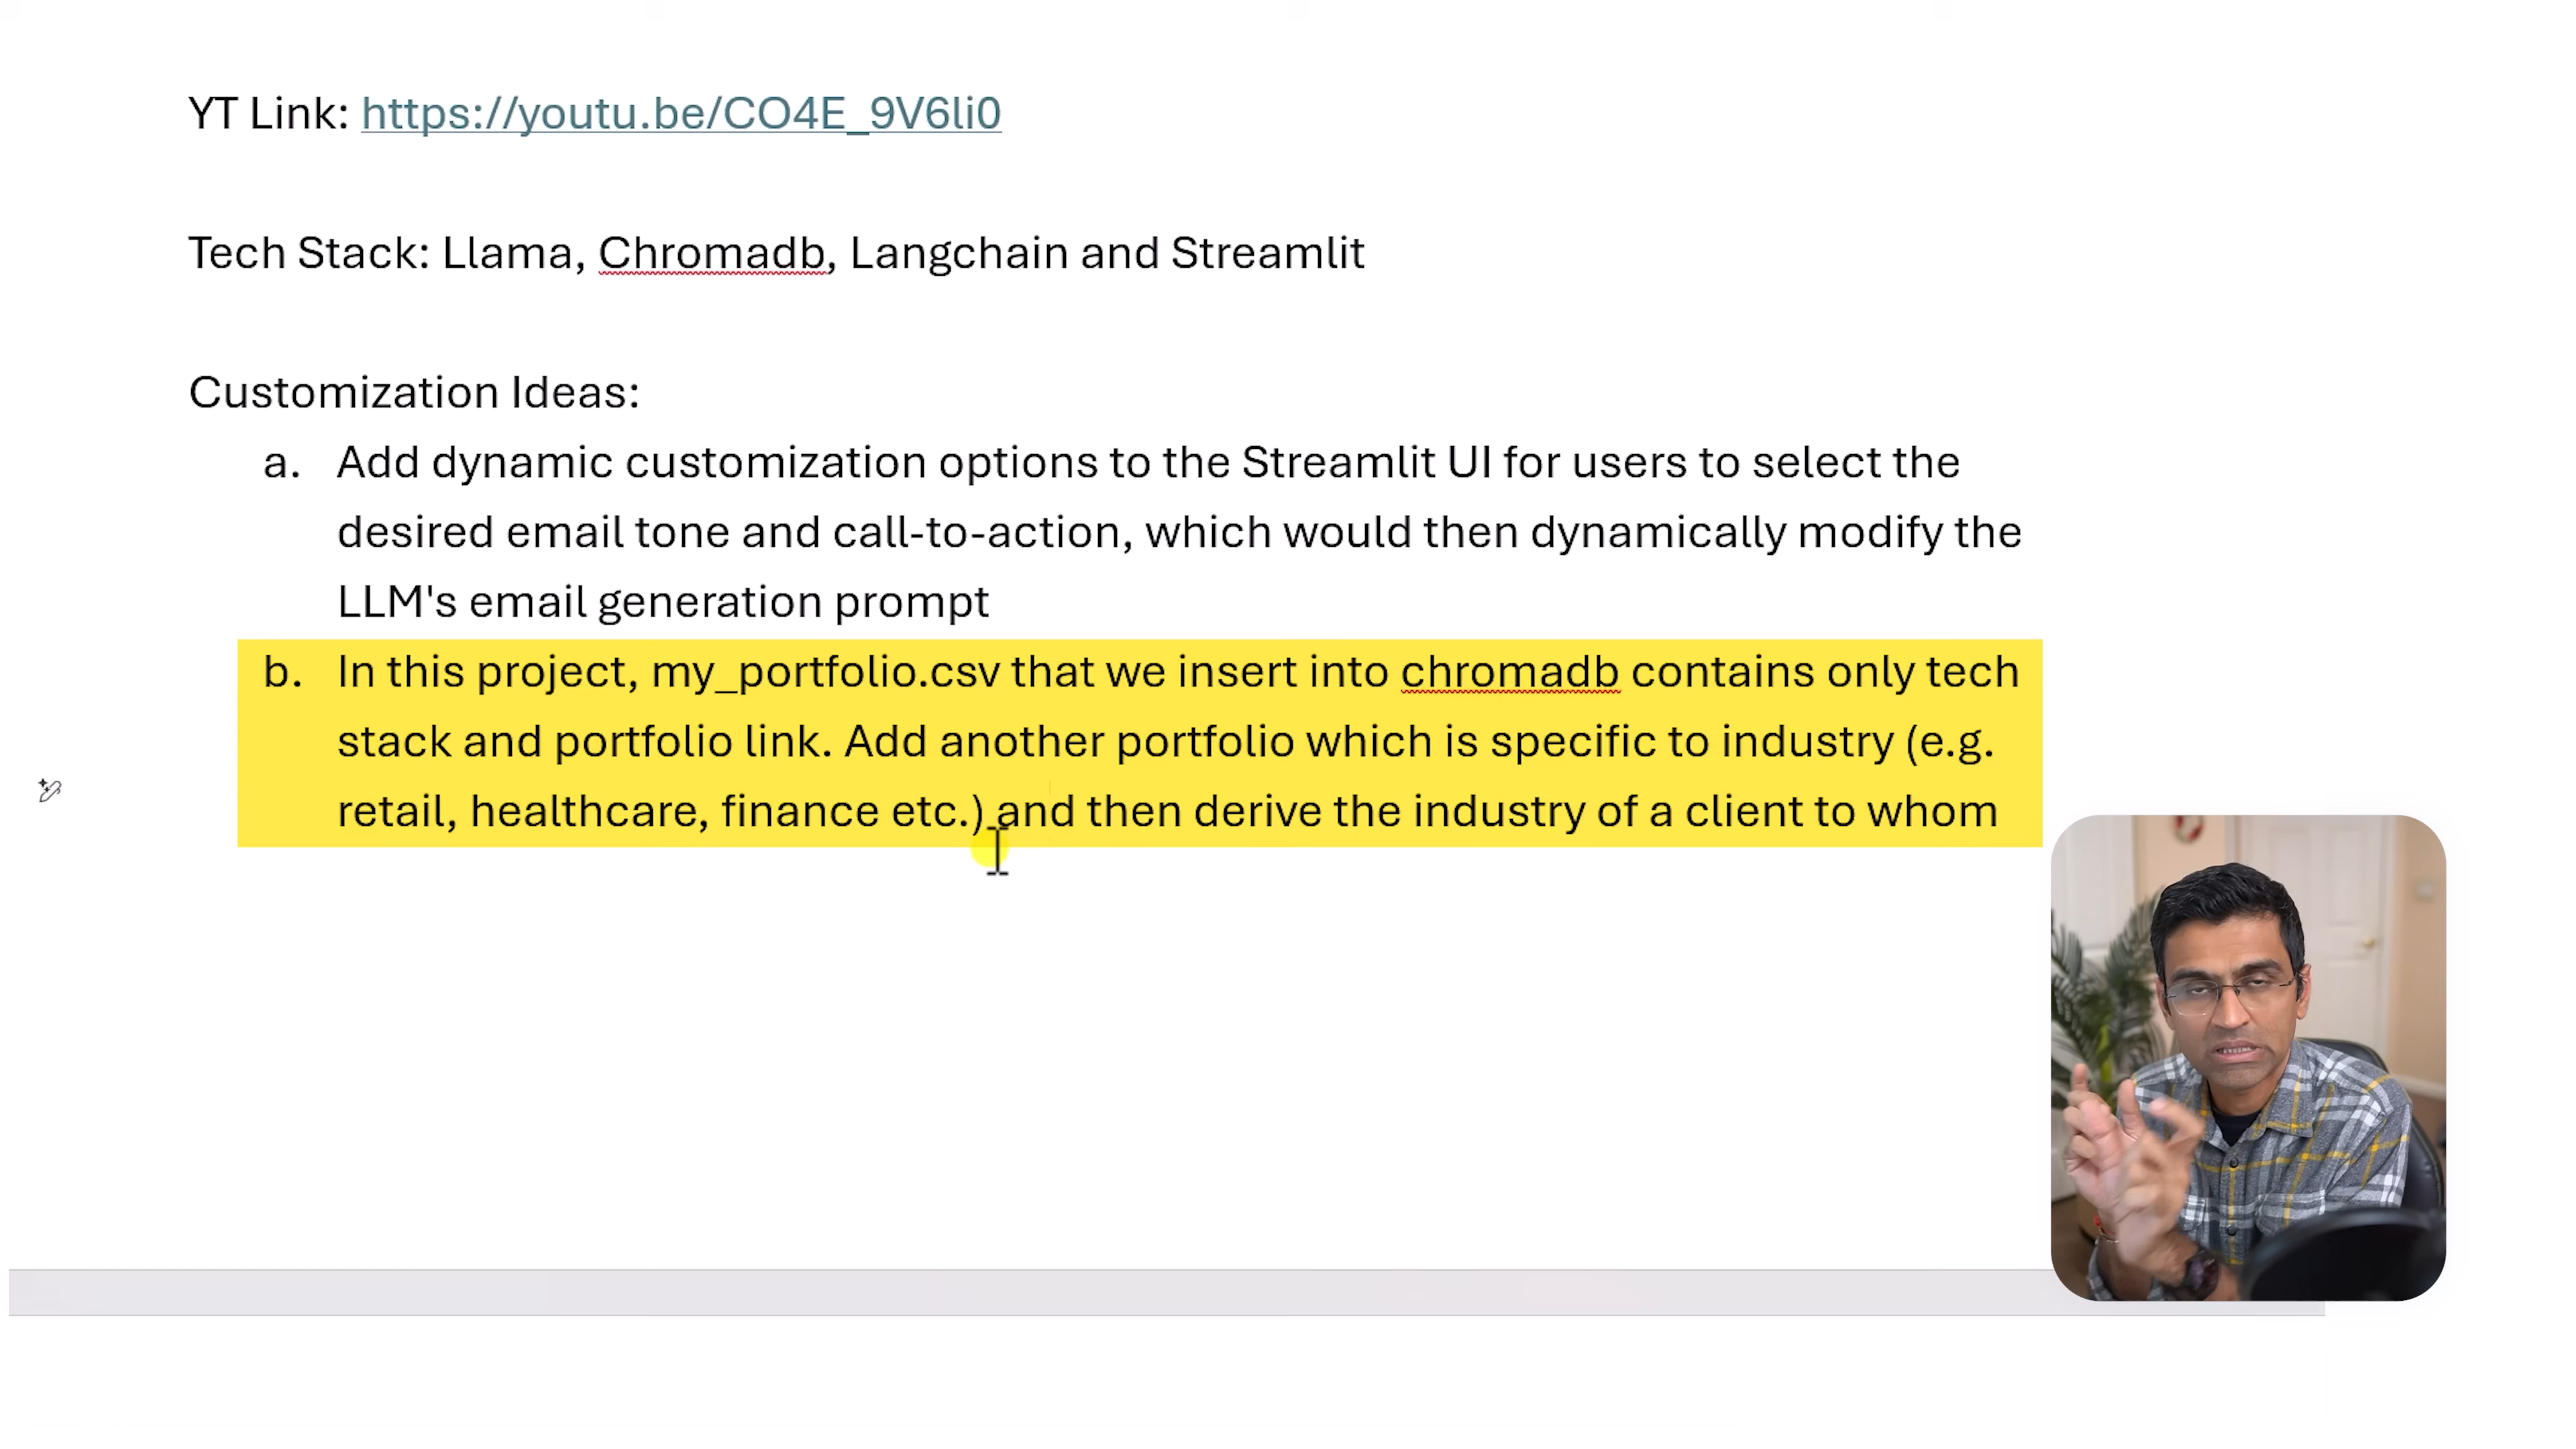 YT Link: https://youtu.be/CO4E_9V6li0
Tech Stack: Llama, Chromadb, Langchain and Streamlit
Customization Ideas:
a. Add dynamic customization options to the Streamlit UI for users to select the
desired email tone and call-to-action, which would then dynamically modify the
LLM's email generation prompt
b. In this project, my_portfolio.csv that we insert into chromadb contains only tech
stack and portfolio link. Add another portfolio which is specific to industry (e.g.
retail, healthcare, finance etc.) and then derive the industry of a client to whom